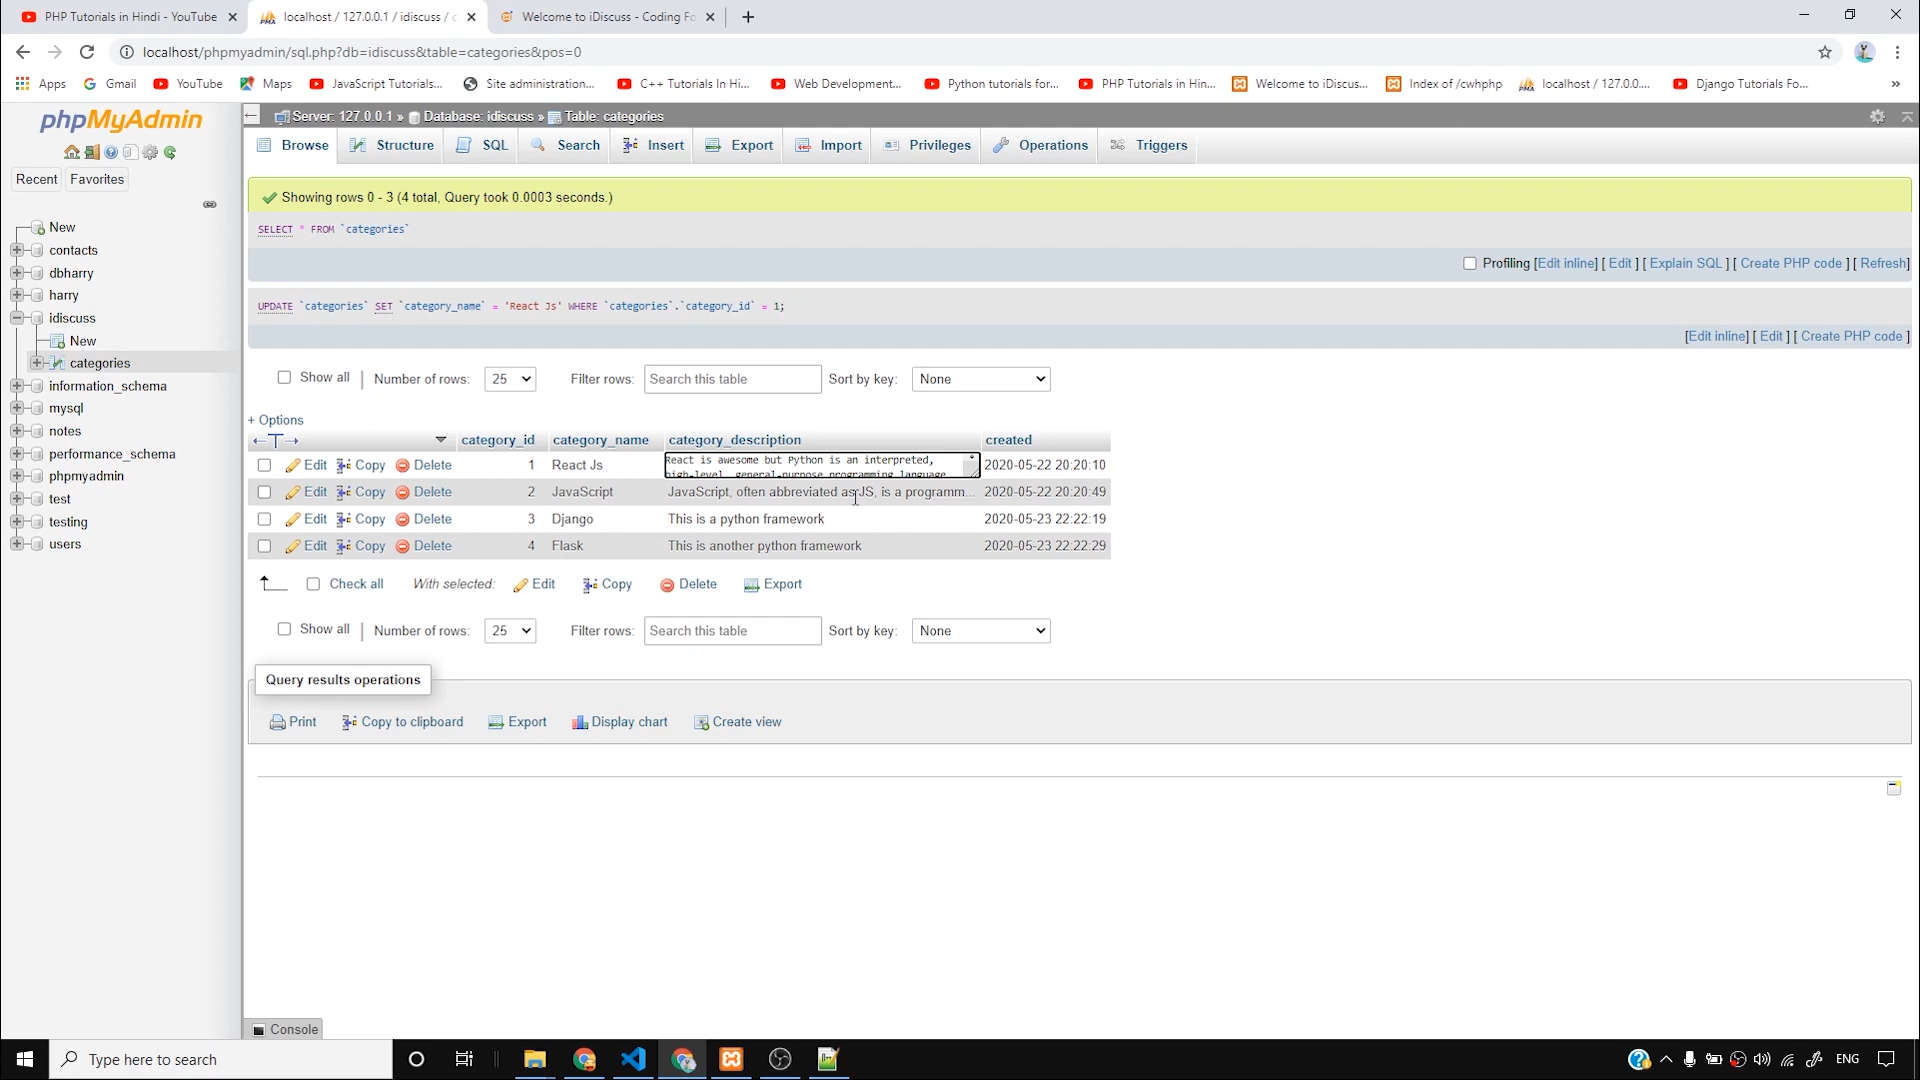 PHP Tutorials in Hindi - YouTube
localhost / 127.0.0.1 / idiscuss / c
Welcome to iDiscuss - Coding Fo
localhost/phpmyadmin/sql.php?db=idiscuss&table=categories&pos=0
Apps
Gmail
YouTube
Maps
JavaScript Tutorials...
Site administration...
C++ Tutorials In Hi...
Web Development...
Python tutorials for...
PHP Tutorials in Hin...
Welcome to iDiscus...
Index of /cwhphp
localhost / 127.0.0....
Django Tutorials Fo...
»
phpMyAdmin
Recent
Favorites
New
contacts
dbharry
harry
idiscuss
New
categories
information_schema
mysql
notes
performance_schema
phpmyadmin
test
testing
users
Server: 127.0.0.1 » Database: idiscuss » Table: categories
Browse
Structure
SQL
Search
Insert
Export
Import
Privileges
Operations
Triggers
Showing rows 0 - 3 (4 total, Query took 0.0003 seconds.)
SELECT * FROM `categories`
Profiling [Edit inline] [ Edit ] [ Explain SQL ] [ Create PHP code ] [ Refresh]
UPDATE `categories` SET `category_name` = 'React Js' WHERE `categories`.`category_id` = 1;
[Edit inline] [ Edit ] [ Create PHP code ]
Show all | Number of rows: 25 Filter rows: Search this table Sort by key: None
+ Options
←T→ category_id category_name category_description created
Edit Copy Delete 1 React Js React is awesome but Python is an interpreted, 2020-05-22 20:20:10
high-level, general-purpose programming language
Edit Copy Delete 2 JavaScript JavaScript, often abbreviated as JS, is a programm... 2020-05-22 20:20:49
Edit Copy Delete 3 Django This is a python framework 2020-05-23 22:22:19
Edit Copy Delete 4 Flask This is another python framework 2020-05-23 22:22:29
Check all With selected: Edit Copy Delete Export
Show all | Number of rows: 25 Filter rows: Search this table Sort by key: None
Query results operations
Print Copy to clipboard Export Display chart Create view
Console
Type here to search
ENG